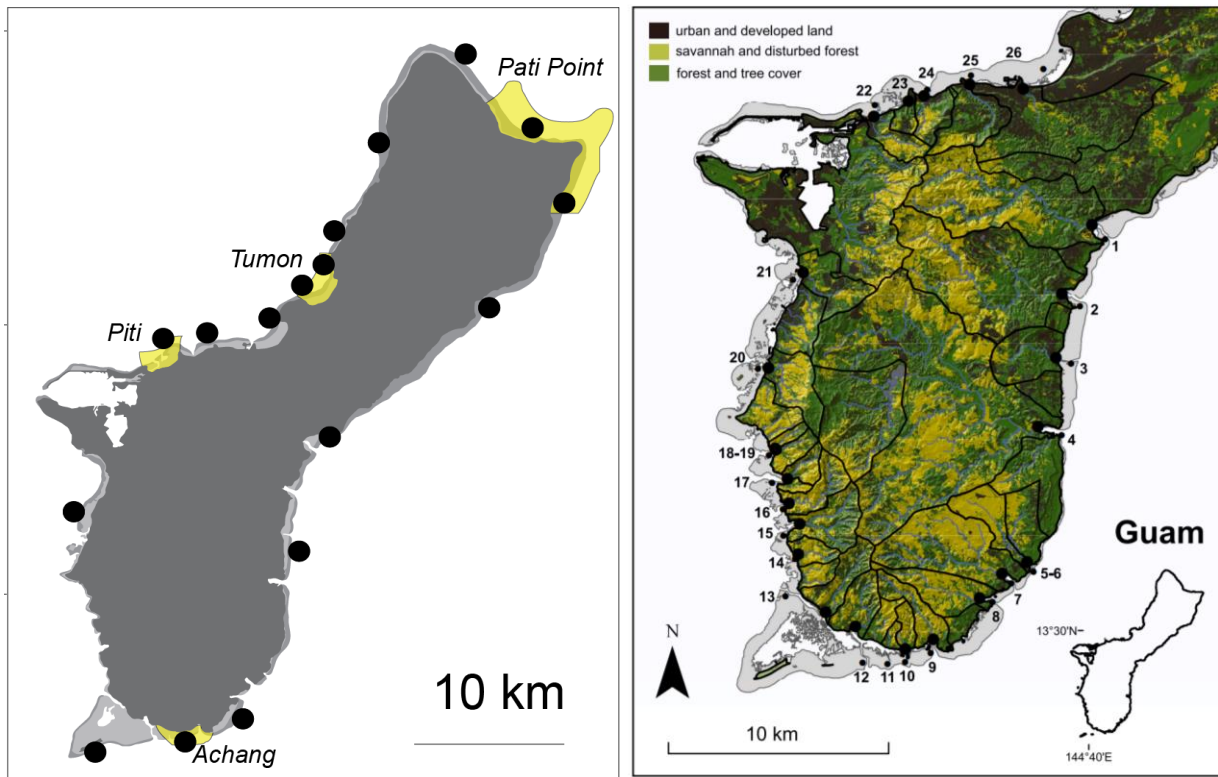 Pati Point
Tumon
Piti
10 km
Achang
urban and developed land
savannah and disturbed forest
forest and tree cover
26
25
24
23
22
1
21
2
20
3
4
18-19
17
16
15
14
13
5-6
7
8
9
10
11
12
Guam
13°30'N
144°40'E
N
10 km